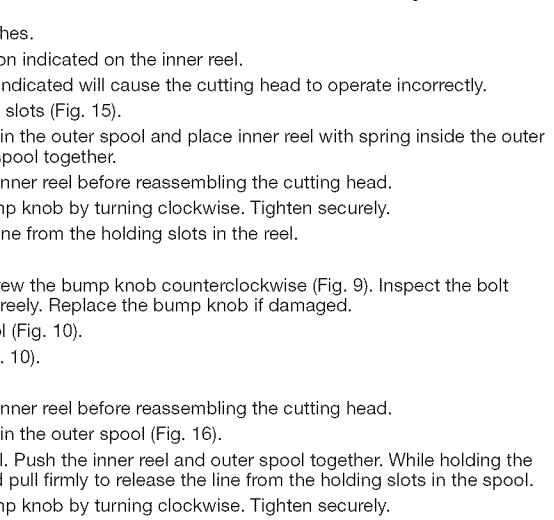 hes.
on indicated on the inner reel.
indicated will cause the cutting head to operate incorrectly.
slots (Fig. 15).
in the outer spool and place inner reel with spring inside the outer
spool together.
nner reel before reassembling the cutting head.
mp knob by turning clockwise. Tighten securely.
ne from the holding slots in the reel.
rew the bump knob counterclockwise (Fig. 9). Inspect the bolt
reely. Replace the bump knob if damaged.
l (Fig. 10).
. 10).
nner reel before reassembling the cutting head.
in the outer spool (Fig. 16).
l. Push the inner reel and outer spool together. While holding the
d pull firmly to release the line from the holding slots in the spool.
mp knob by turning clockwise. Tighten securely.